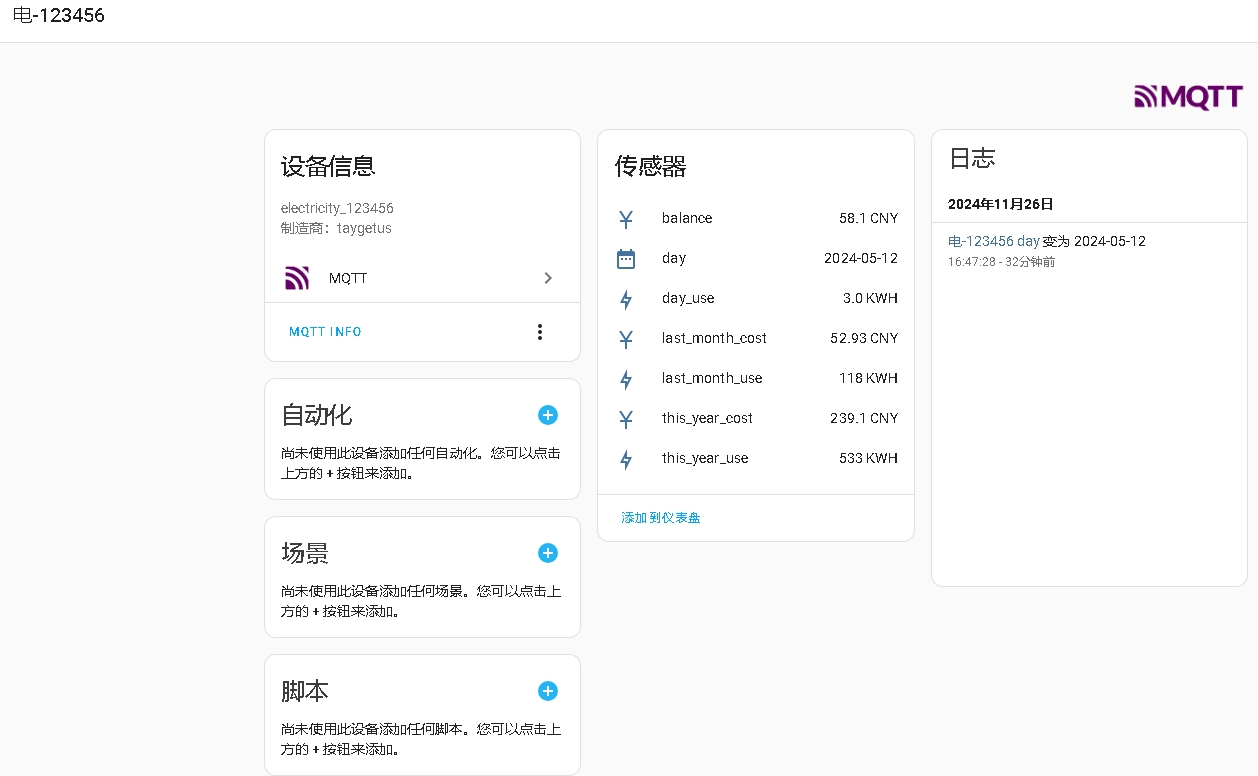 电-123456
MQTT
设备信息
electricity_123456
制造商：taygetus
MQTT
MQTT INFO
自动化
尚未使用此设备添加任何自动化。您可以点击
上方的 + 按钮来添加。
场景
尚未使用此设备添加任何场景。您可以点击上
方的 + 按钮来添加。
脚本
尚未使用此设备添加任何脚本。您可以点击上
方的 + 按钮来添加。
传感器
balance 58.1 CNY
day 2024-05-12
day_use 3.0 KWH
last_month_cost 52.93 CNY
last_month_use 118 KWH
this_year_cost 239.1 CNY
this_year_use 533 KWH
添加到仪表盘
日志
2024年11月26日
电-123456 day 变为 2024-05-12
16:47:28 - 32分钟前